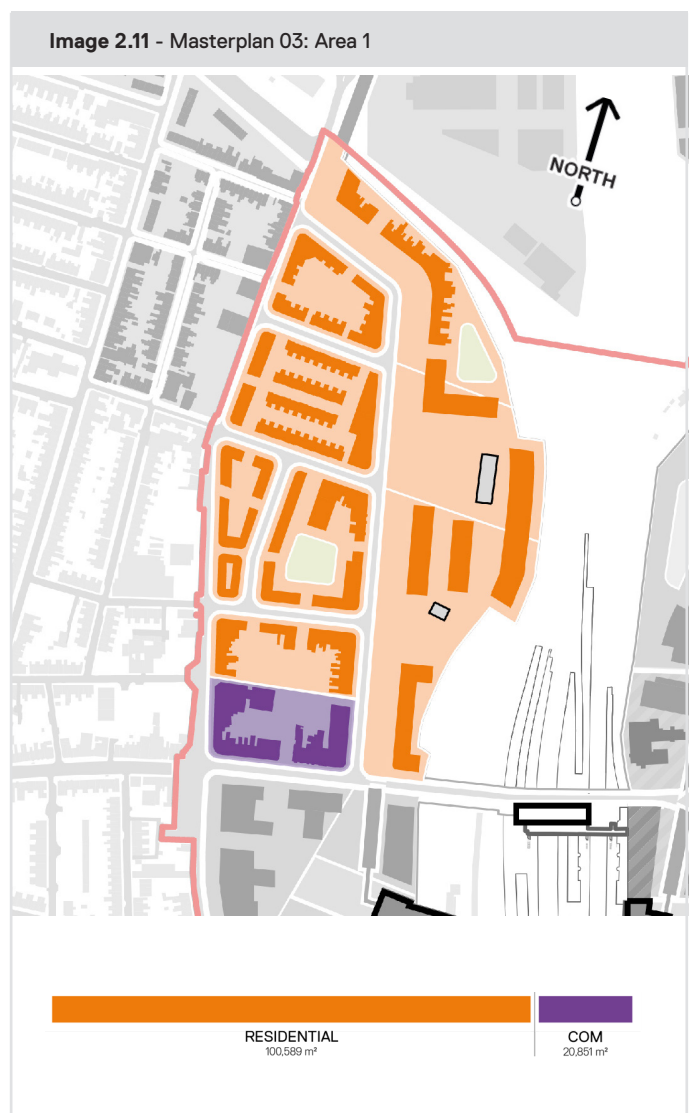 Image 2.11 - Masterplan 03: Area 1
NORTH
RESIDENTIAL
100,589 m²
COM
20,851 m²